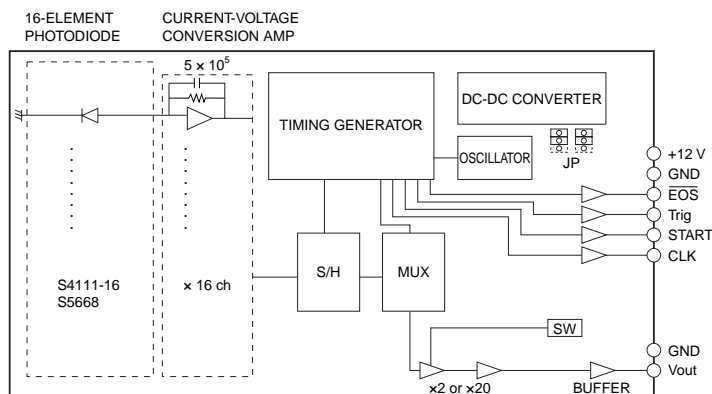 16-ELEMENT
PHOTODIODE
CURRENT-VOLTAGE
CONVERSION AMP
5 × 10⁵
TIMING GENERATOR
DC-DC CONVERTER
OSCILLATOR
JP
+12 V
GND
EOS
Trig
START
CLK
S4111-16
S5668
× 16 ch
S/H
MUX
SW
GND
Vout
×2 or ×20
BUFFER